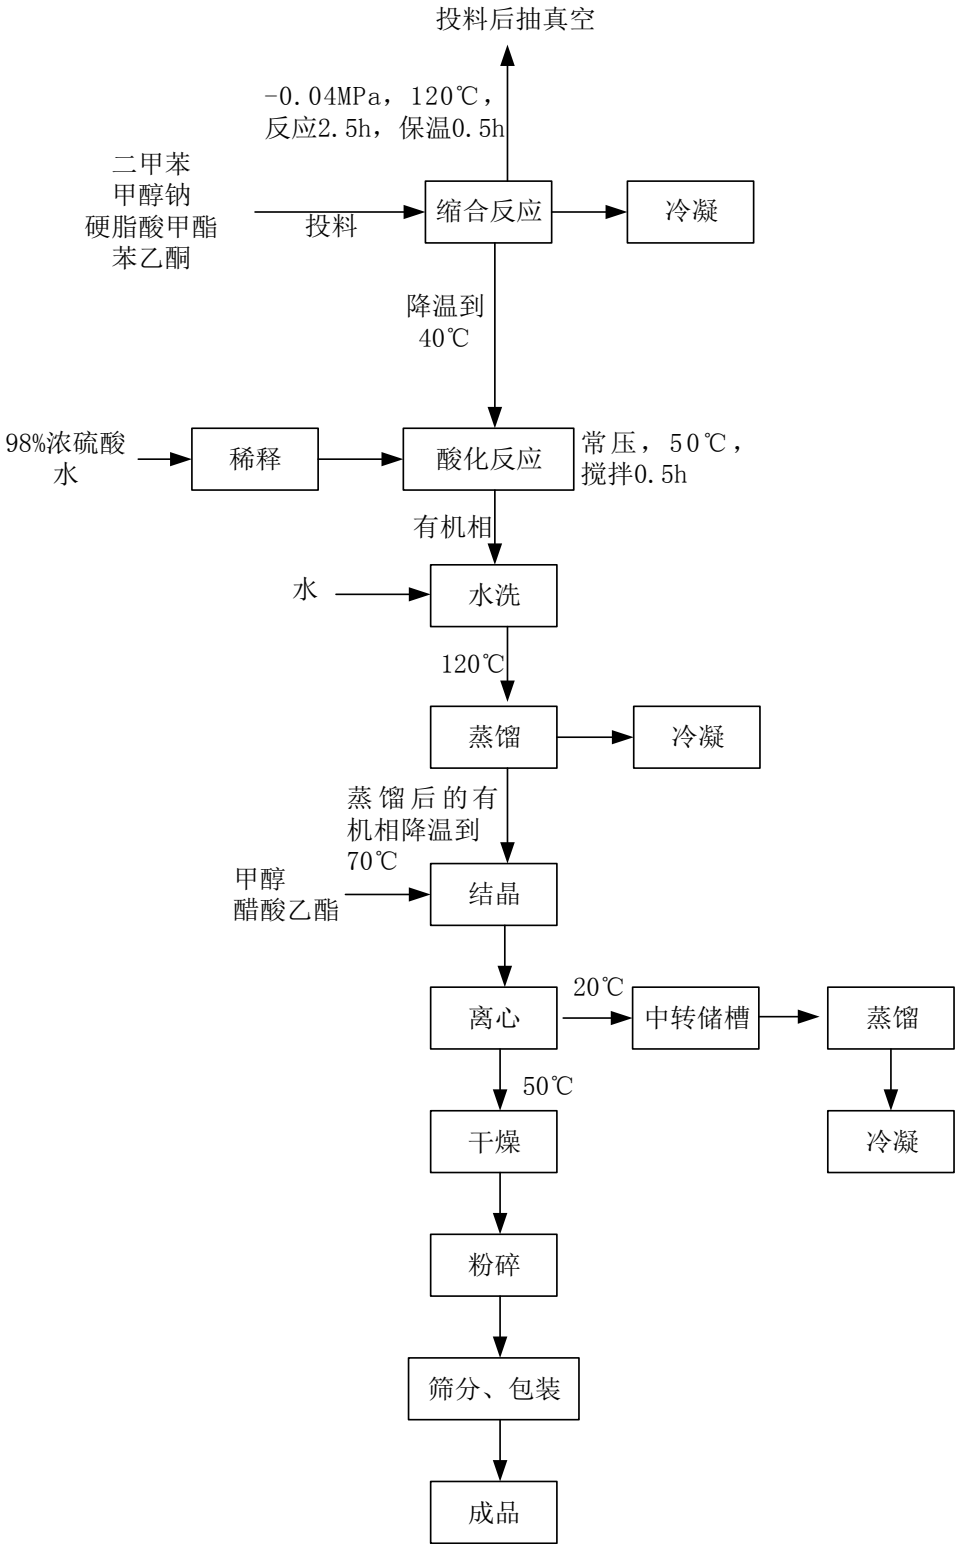 投料后抽真空
-0.04MPa，120℃，
反应2.5h，保温0.5h
二甲苯
甲醇钠
硬脂酸甲酯
苯乙酮
投料
缩合反应
冷凝
降温到
40℃
98%浓硫酸
水
稀释
酸化反应
常压，50℃，
搅拌0.5h
有机相
水
水洗
120℃
蒸馏
冷凝
蒸馏后的有
机相降温到
70℃
甲醇
醋酸乙酯
结晶
离心
20℃
中转储槽
蒸馏
50℃
干燥
冷凝
粉碎
筛分、包装
成品